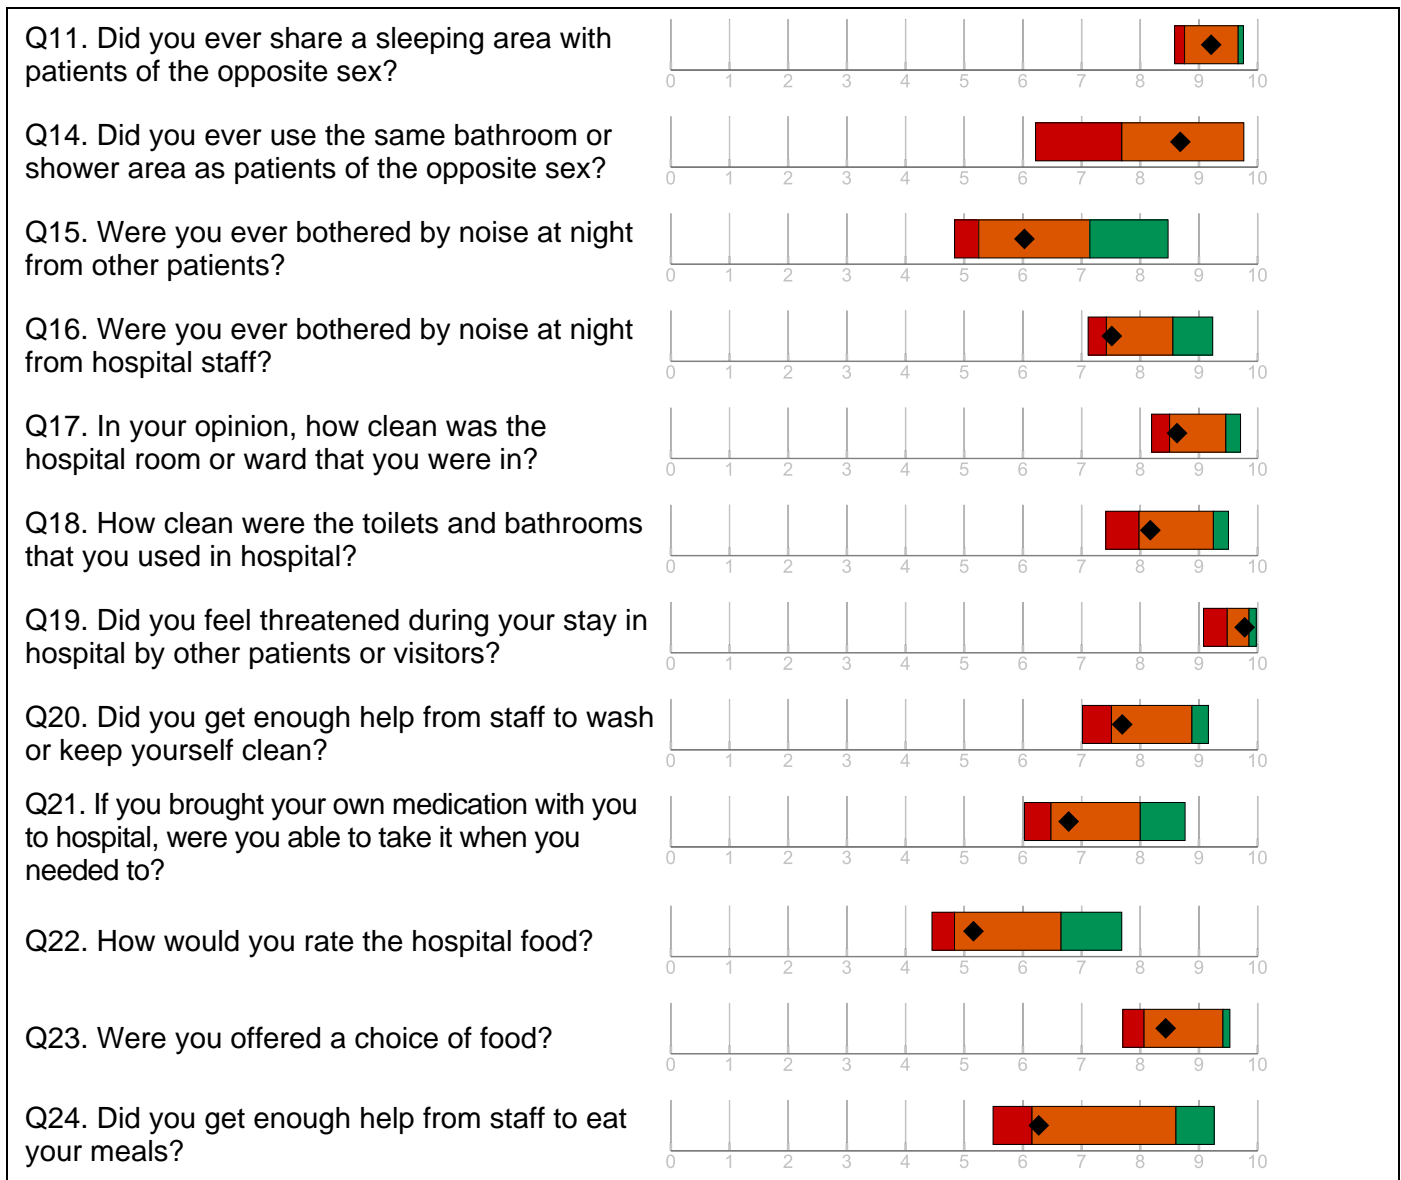 Q11. Did you ever share a sleeping area with
patients of the opposite sex?
0 1 2 3 4 5 6 7 8 9 10
Q14. Did you ever use the same bathroom or
shower area as patients of the opposite sex?
0 1 2 3 4 5 6 7 8 9 10
Q15. Were you ever bothered by noise at night
from other patients?
0 1 2 3 4 5 6 7 8 9 10
Q16. Were you ever bothered by noise at night
from hospital staff?
0 1 2 3 4 5 6 7 8 9 10
Q17. In your opinion, how clean was the
hospital room or ward that you were in?
0 1 2 3 4 5 6 7 8 9 10
Q18. How clean were the toilets and bathrooms
that you used in hospital?
0 1 2 3 4 5 6 7 8 9 10
Q19. Did you feel threatened during your stay in
hospital by other patients or visitors?
0 1 2 3 4 5 6 7 8 9 10
Q20. Did you get enough help from staff to wash
or keep yourself clean?
0 1 2 3 4 5 6 7 8 9 10
Q21. If you brought your own medication with you
to hospital, were you able to take it when you
needed to?
0 1 2 3 4 5 6 7 8 9 10
Q22. How would you rate the hospital food?
0 1 2 3 4 5 6 7 8 9 10
Q23. Were you offered a choice of food?
0 1 2 3 4 5 6 7 8 9 10
Q24. Did you get enough help from staff to eat
your meals?
0 1 2 3 4 5 6 7 8 9 10